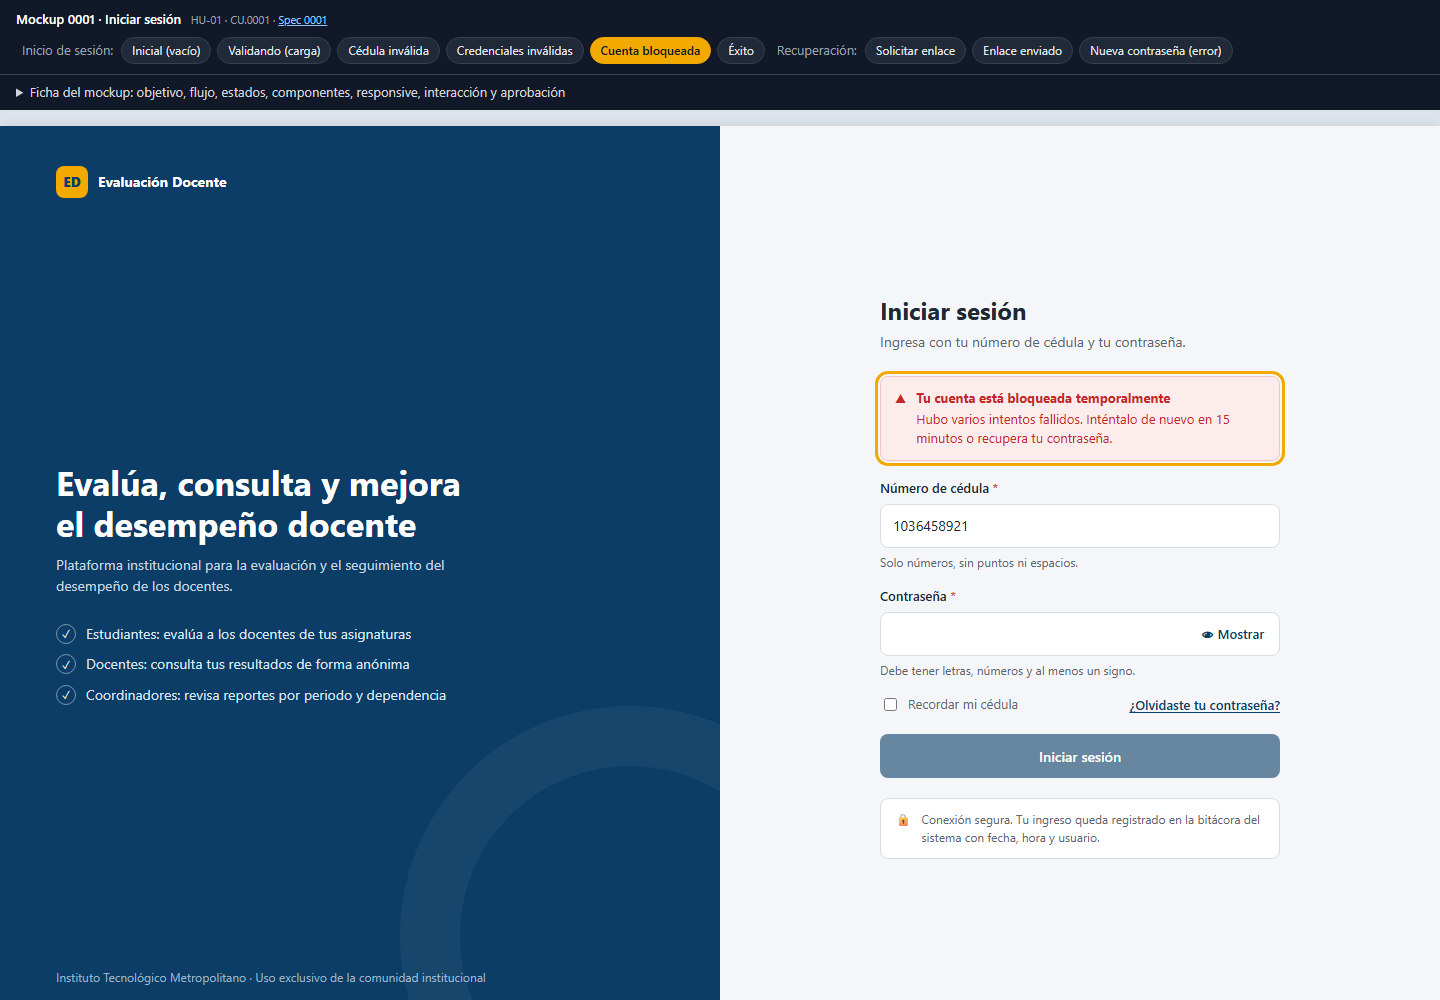 Mockup 0001 · Iniciar sesión HU-01 · CU.0001 · Spec 0001
Inicio de sesión: Inicial (vacío) Validando (carga) Cédula inválida Credenciales inválidas Cuenta bloqueada Éxito Recuperación: Solicitar enlace Enlace enviado Nueva contraseña (error)
Ficha del mockup: objetivo, flujo, estados, componentes, responsive, interacción y aprobación
ED Evaluación Docente
Evalúa, consulta y mejora
el desempeño docente
Plataforma institucional para la evaluación y el seguimiento del
desempeño de los docentes.
Estudiantes: evalúa a los docentes de tus asignaturas
Docentes: consulta tus resultados de forma anónima
Coordinadores: revisa reportes por periodo y dependencia
Instituto Tecnológico Metropolitano · Uso exclusivo de la comunidad institucional
Iniciar sesión
Ingresa con tu número de cédula y tu contraseña.
Tu cuenta está bloqueada temporalmente
Hubo varios intentos fallidos. Inténtalo de nuevo en 15
minutos o recupera tu contraseña.
Número de cédula *
1036458921
Solo números, sin puntos ni espacios.
Contraseña *
Mostrar
Debe tener letras, números y al menos un signo.
Recordar mi cédula ¿Olvidaste tu contraseña?
Iniciar sesión
Conexión segura. Tu ingreso queda registrado en la bitácora del
sistema con fecha, hora y usuario.